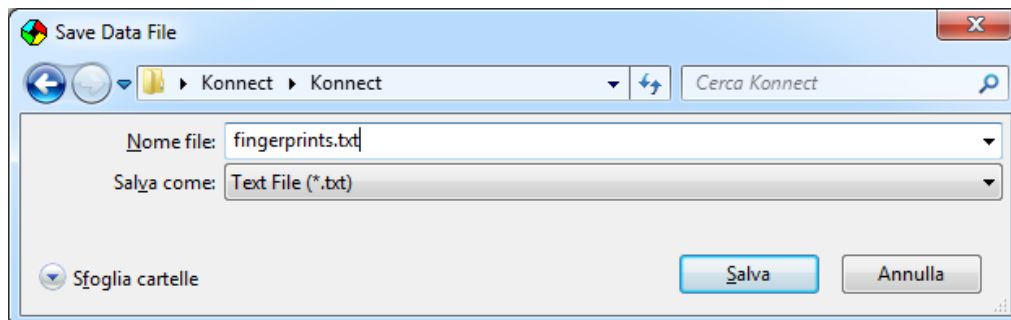 Save Data File
Konnect Konnect Cerca Konnect
Nome file: fingerprints.txt
Salva come: Text File (*.txt)
Sfoglia cartelle Salva Annulla